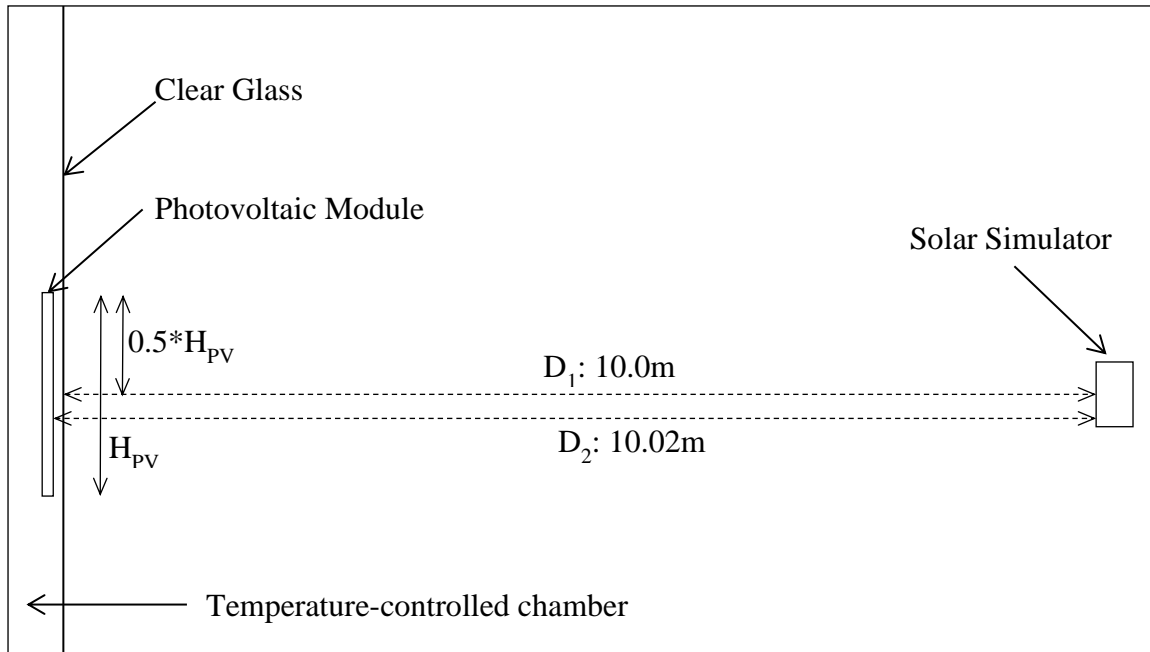 Clear Glass
Photovoltaic Module
Solar Simulator
0.5*H_PV
D_1: 10.0m
H_PV
D_2: 10.02m
Temperature-controlled chamber